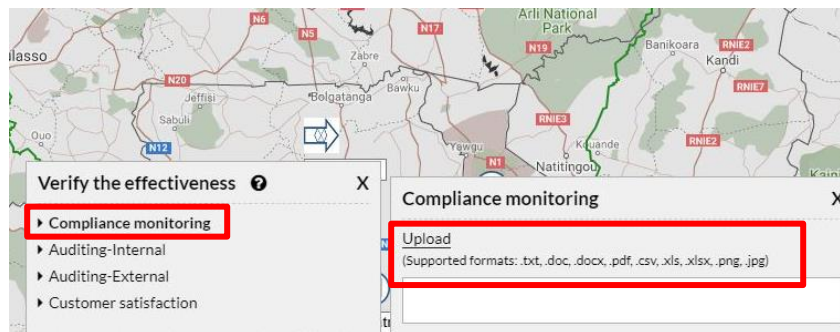 Arli National
Park
N6
N5
N17
N19
Banikoara
RNIE2
Kandi
lasso
Zabre
N20
Jeffisi
Bolgatanga
Bawku
RNIE7
Sabuli
RNIE3
Ouo
N12
Yawgu
Kouande
RNIE2
N1
Natitingou
Verify the effectiveness ? X
Compliance monitoring
Auditing-Internal
Auditing-External
Customer satisfaction
Compliance monitoring X
Upload
(Supported formats: .txt, .doc, .docx, .pdf, .csv, .xls, .xlsx, .png, .jpg)